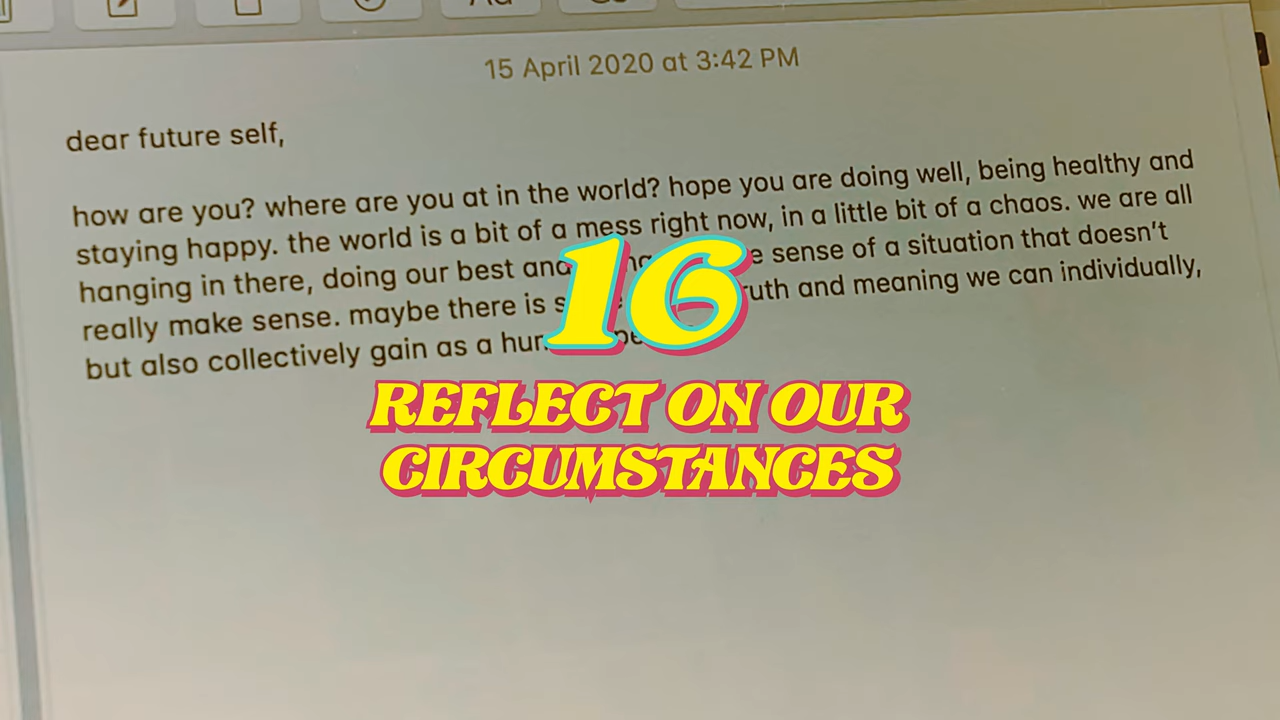 15 April 2020 at 3:42 PM
dear future self,
how are you? where are you at in the world? hope you are doing well, being healthy and
staying happy. the world is a bit of a mess right now, in a little bit of a chaos. we are all
hanging in there, doing our best and sense of a situation that doesn't
really make sense. maybe there is and meaning we can individually,
but also collectively gain as a
16
REFLECT ON OUR
CIRCUMSTANCES